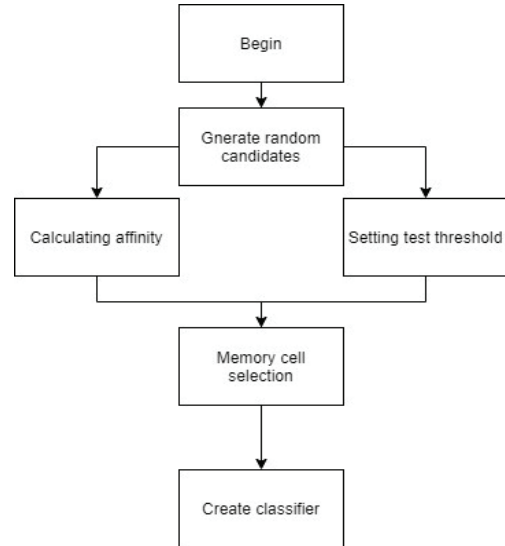 Begin
Gnerate random
candidates
Calculating affinity
Setting test threshold
Memory cell
selection
Create classifier